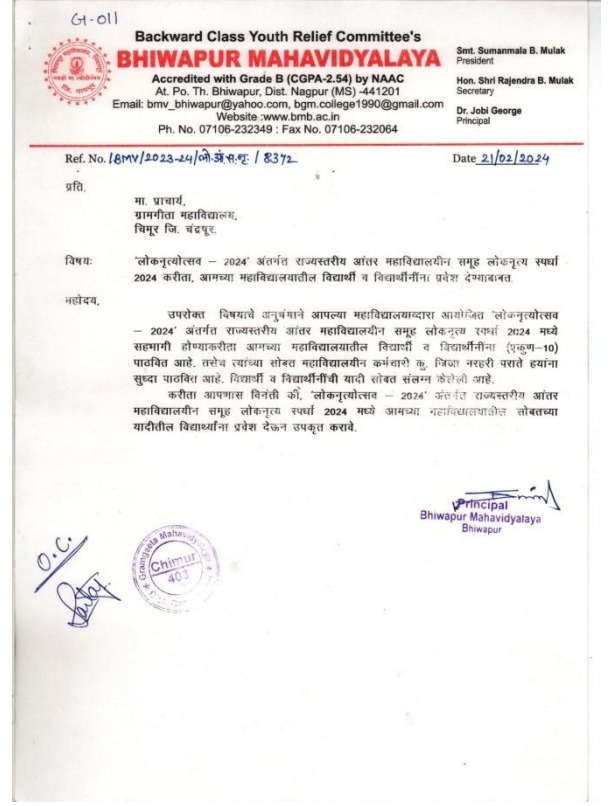 G-011
Backward Class Youth Relief Committee's
BHIWAPUR MAHAVIDYALAYA
Accredited with Grade B (CGPA-2.54) by NAAC
At. Po. Th. Bhiwapur, Dist. Nagpur (MS) -441201
Email: bmv_bhiwapur@yahoo.com, bgm.college1990@gmail.com
Website :www.bmb.ac.in
Ph. No. 07106-232349 : Fax No. 07106-232064
Smt. Sumanmala B. Mulak
President
Hon. Shri Rajendra B. Mulak
Secretary
Dr. Jobi George
Principal
Ref. No. /BMV/2023-24/लो.आं.स.नृ. / 8372
Date 21/02/2024
प्रति,
मा. प्राचार्य,
ग्रामगीता महाविद्यालय,
चिमूर जि. चंद्रपूर.
विषयः 'लोकनृत्योत्सव – 2024' अंतर्गत राज्यस्तरीय आंतर महाविद्यालयीन समूह लोकनृत्य स्पर्धा
2024 करीता, आमच्या महाविद्यालयातील विद्यार्थी व विद्यार्थीनींना प्रवेश देण्याबाबत.
महोदय,
उपरोक्त विषयाचे अनुषंगाने आपल्या महाविद्यालयाव्दारा आयोजित 'लोकनृत्योत्सव
– 2024' अंतर्गत राज्यस्तरीय आंतर महाविद्यालयीन समूह लोकनृत्य स्पर्धा 2024 मध्ये
सहभागी होण्याकरीता आमच्या महाविद्यालयातील विद्यार्थी व विद्यार्थीनींना (एकुण–10)
पाठवित आहे. तसेच त्यांच्या सोबत महाविद्यालयीन कर्मचारी कु. जिजा नरहरी पराते हयांना
सुध्दा पाठवित आहे. विद्यार्थी व विद्यार्थीनींची यादी सोबत संलग्न केलेली आहे.
करीता आपणास विनंती की, 'लोकनृत्योत्सव – 2024' अंतर्गत राज्यस्तरीय आंतर
महाविद्यालयीन समूह लोकनृत्य स्पर्धा 2024 मध्ये आमच्या महाविद्यालयातील सोबतच्या
यादीतील विद्यार्थ्यांना प्रवेश देऊन उपकृत करावे.
Principal
Bhiwapur Mahavidyalaya
Bhiwapur
O.C.
Gramgeeta Mahavidyalaya
Chimur
403